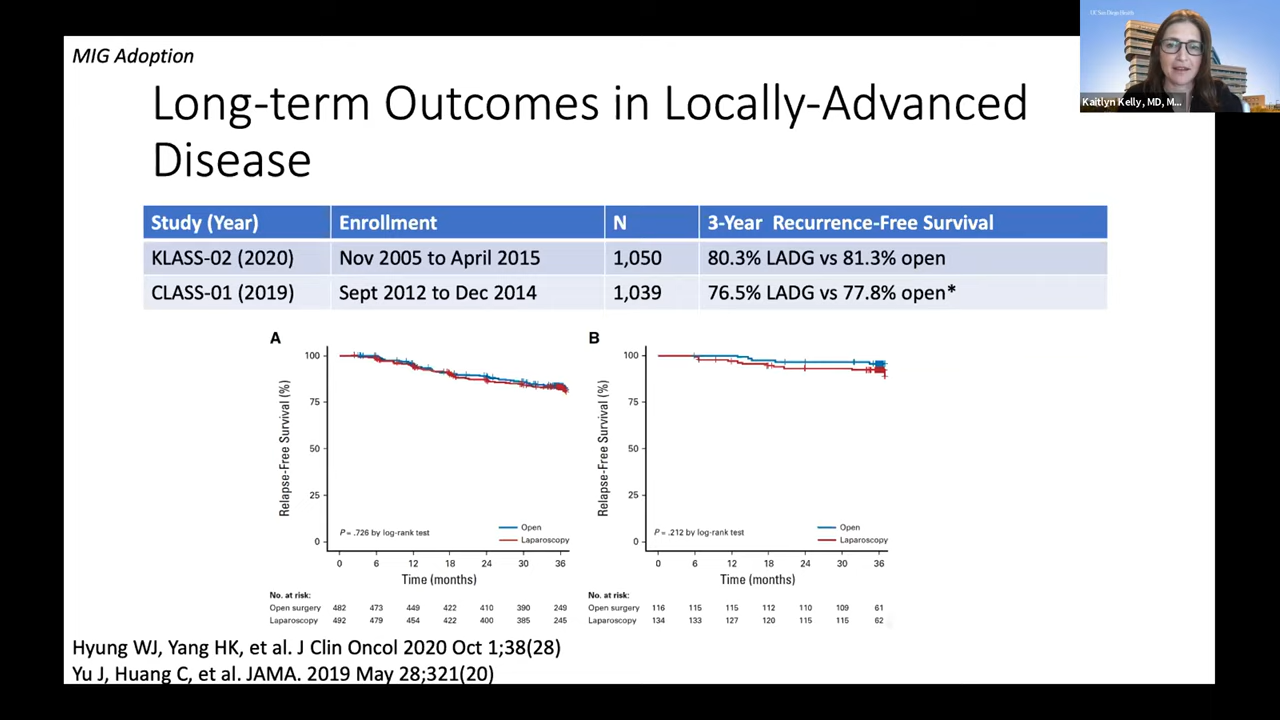 MIG Adoption
Long-term Outcomes in Locally-Advanced
Disease
UC San Diego Health
Kaitlyn Kelly, MD, M...
Study (Year) Enrollment N 3-Year Recurrence-Free Survival
KLASS-02 (2020) Nov 2005 to April 2015 1,050 80.3% LADG vs 81.3% open
CLASS-01 (2019) Sept 2012 to Dec 2014 1,039 76.5% LADG vs 77.8% open*
A
Relapse-Free Survival (%)
100
75
50
25
0
P = .726 by log-rank test
Open
Laparoscopy
0 6 12 18 24 30 36
Time (months)
No. at risk:
Open surgery 482 473 449 422 410 390 249
Laparoscopy 492 479 454 422 400 385 245
B
Relapse-Free Survival (%)
100
75
50
25
0
P = .212 by log-rank test
Open
Laparoscopy
0 6 12 18 24 30 36
Time (months)
No. at risk:
Open surgery 116 115 115 112 110 109 61
Laparoscopy 134 133 127 120 115 115 62
Hyung WJ, Yang HK, et al. J Clin Oncol 2020 Oct 1;38(28)
Yu J, Huang C, et al. JAMA. 2019 May 28;321(20)